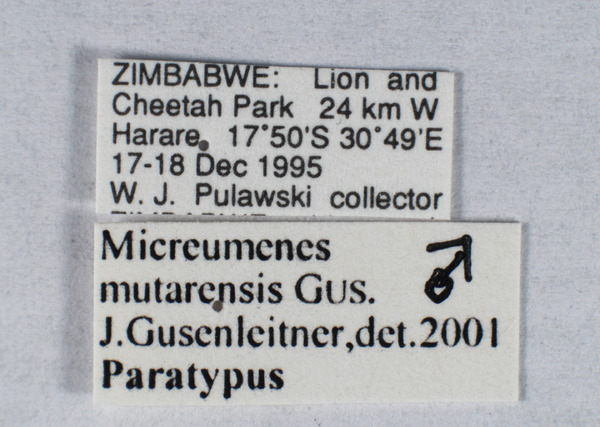 ZIMBABWE: Lion and
Cheetah Park 24 km W
Harare, 17°50'S 30°49'E
17-18 Dec 1995
W. J. Pulawski collector
Micreumenes ♂
mutarensis GUS.
J.Gusenleitner,det.2001
Paratypus